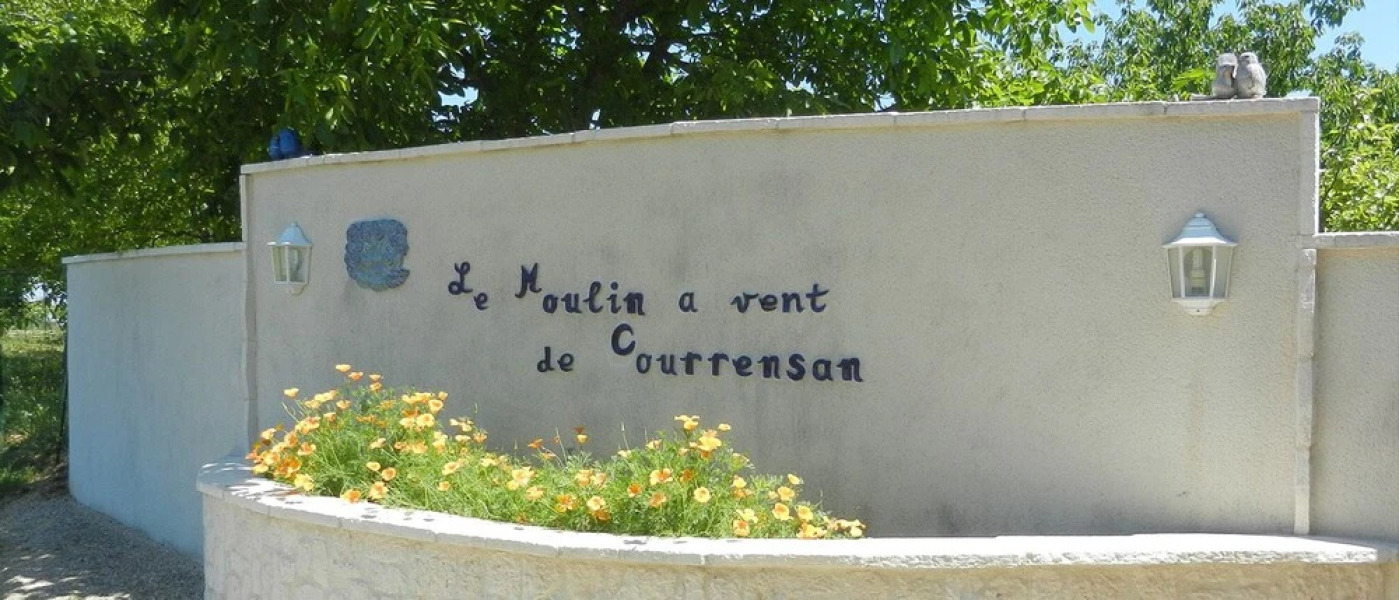 Le Moulin a vent
de Courrensan